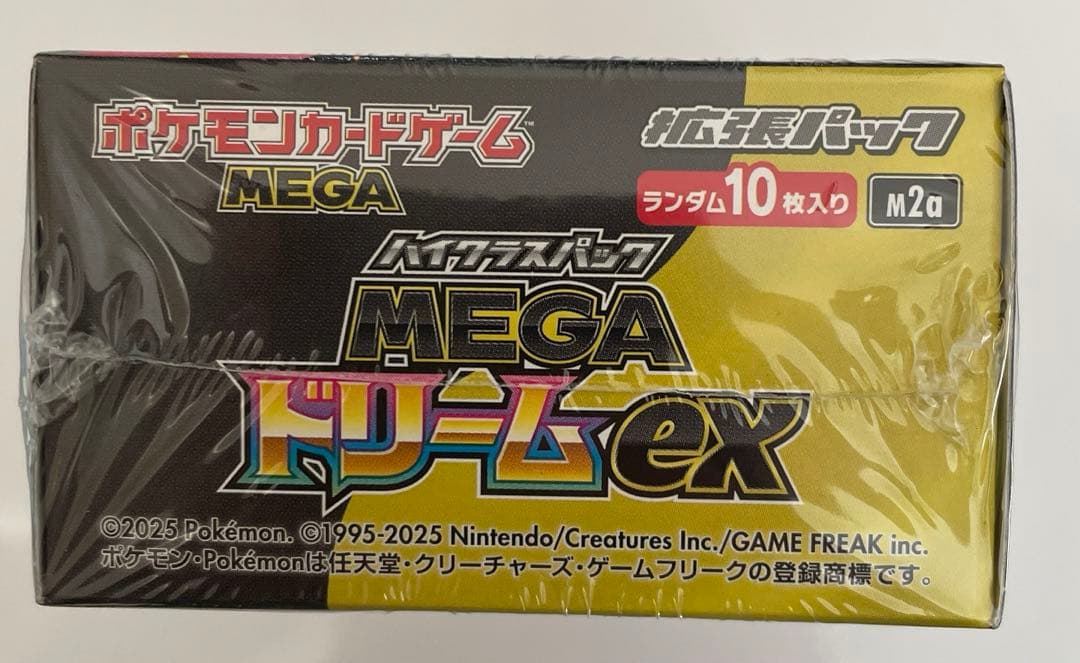 ポケモンカードゲーム™
MEGA
拡張パック
ランダム10枚入り
M2a
ハイクラスパック
MEGA
ドリームex
©2025 Pokémon. ©1995-2025 Nintendo/Creatures Inc./GAME FREAK inc.
ポケモン・Pokémonは任天堂・クリーチャーズ・ゲームフリークの登録商標です。